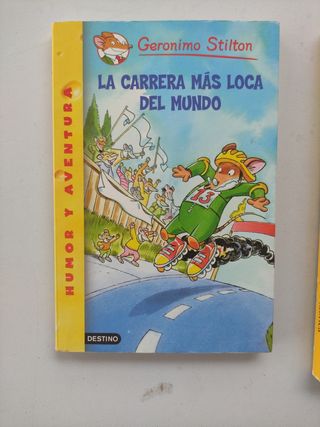 Geronimo Stilton
LA CARRERA MÁS LOCA
DEL MUNDO
HUMOR Y AVENTURA
13
DESTINO